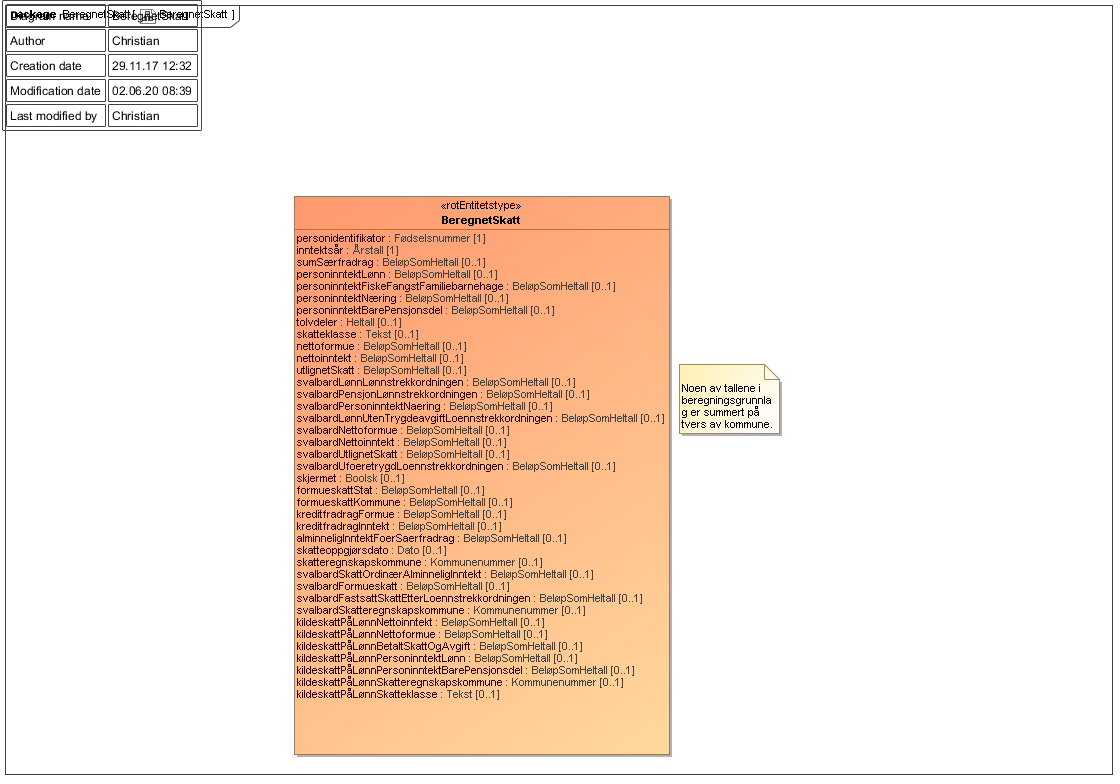 package BeregnetSkatt [ BeregnetSkatt ]
Diagram name BeregnetSkatt
Author Christian
Creation date 29.11.17 12:32
Modification date 02.06.20 08:39
Last modified by Christian
«rotEntitetstype»
BeregnetSkatt
personidentifikator : Fødselsnummer [1]
inntektsår : Årstall [1]
sumSærfradrag : BeløpSomHeltall [0..1]
personinntektLønn : BeløpSomHeltall [0..1]
personinntektFiskeFangstFamiliebarnehage : BeløpSomHeltall [0..1]
personinntektNæring : BeløpSomHeltall [0..1]
personinntektBarePensjonsdel : BeløpSomHeltall [0..1]
tolvdeler : Heltall [0..1]
skatteklasse : Tekst [0..1]
nettoformue : BeløpSomHeltall [0..1]
nettoinntekt : BeløpSomHeltall [0..1]
utlignetSkatt : BeløpSomHeltall [0..1]
svalbardLønnLønnstrekkordningen : BeløpSomHeltall [0..1]
svalbardPensjonLønnstrekkordningen : BeløpSomHeltall [0..1]
svalbardPersoninntektNaering : BeløpSomHeltall [0..1]
svalbardLønnUtenTrygdeavgiftLoennstrekkordningen : BeløpSomHeltall [0..1]
svalbardNettoformue : BeløpSomHeltall [0..1]
svalbardNettoinntekt : BeløpSomHeltall [0..1]
svalbardUtlignetSkatt : BeløpSomHeltall [0..1]
svalbardUfoeretrygdLoennstrekkordningen : BeløpSomHeltall [0..1]
skjermet : Boolsk [0..1]
formueskattStat : BeløpSomHeltall [0..1]
formueskattKommune : BeløpSomHeltall [0..1]
kreditfradragFormue : BeløpSomHeltall [0..1]
kreditfradragInntekt : BeløpSomHeltall [0..1]
alminneligInntektFoerSaerfradrag : BeløpSomHeltall [0..1]
skatteoppgjørsdato : Dato [0..1]
skatteregnskapskommune : Kommunenummer [0..1]
svalbardSkattOrdinærAlminneligInntekt : BeløpSomHeltall [0..1]
svalbardFormueskatt : BeløpSomHeltall [0..1]
svalbardFastsattSkattEtterLoennstrekkordningen : BeløpSomHeltall [0..1]
svalbardSkatteregnskapskommune : Kommunenummer [0..1]
kildeskattPåLønnNettoinntekt : BeløpSomHeltall [0..1]
kildeskattPåLønnNettoformue : BeløpSomHeltall [0..1]
kildeskattPåLønnBetaltSkattOgAvgift : BeløpSomHeltall [0..1]
kildeskattPåLønnPersoninntektLønn : BeløpSomHeltall [0..1]
kildeskattPåLønnPersoninntektBarePensjonsdel : BeløpSomHeltall [0..1]
kildeskattPåLønnSkatteregnskapskommune : Kommunenummer [0..1]
kildeskattPåLønnSkatteklasse : Tekst [0..1]
Noen av tallene i
beregningsgrunnla
g er summert på
tvers av kommune.